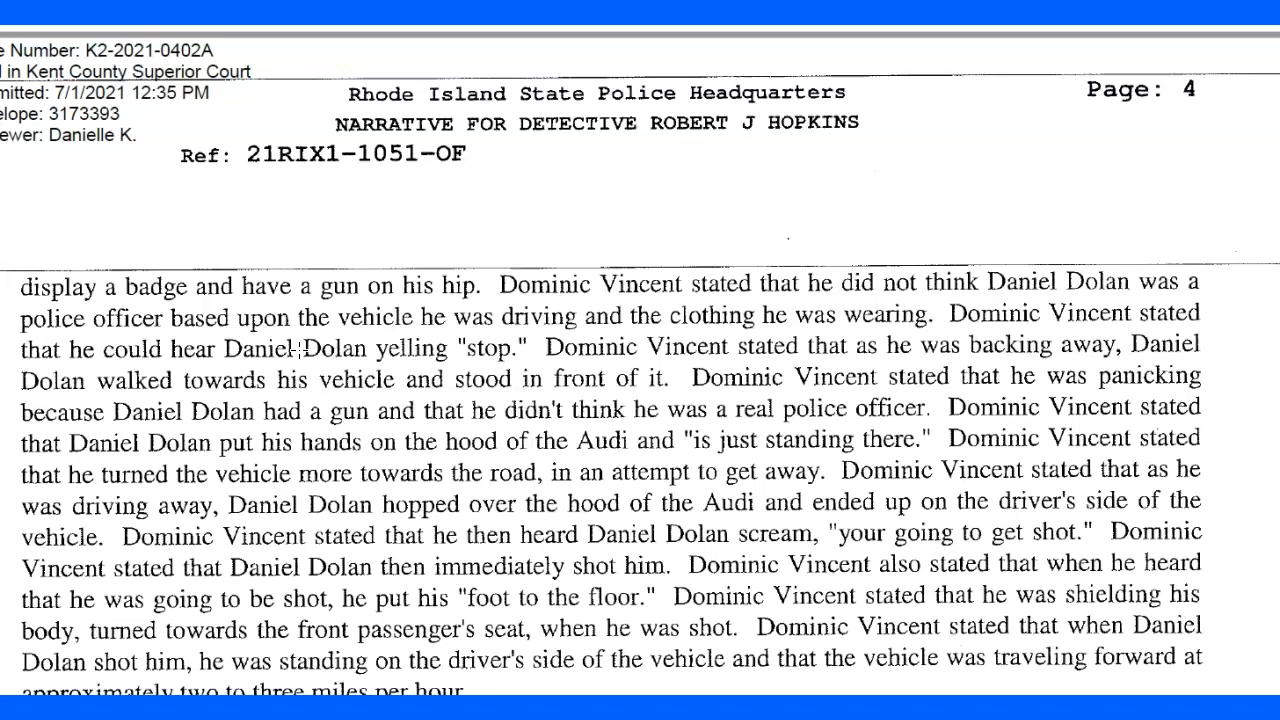 e Number: K2-2021-0402A
l in Kent County Superior Court
mitted: 7/1/2021 12:35 PM
elope: 3173393
ewer: Danielle K.
Rhode Island State Police Headquarters
Page: 4
NARRATIVE FOR DETECTIVE ROBERT J HOPKINS
Ref: 21RIX1-1051-OF
display a badge and have a gun on his hip. Dominic Vincent stated that he did not think Daniel Dolan was a
police officer based upon the vehicle he was driving and the clothing he was wearing. Dominic Vincent stated
that he could hear Daniel Dolan yelling "stop." Dominic Vincent stated that as he was backing away, Daniel
Dolan walked towards his vehicle and stood in front of it. Dominic Vincent stated that he was panicking
because Daniel Dolan had a gun and that he didn't think he was a real police officer. Dominic Vincent stated
that Daniel Dolan put his hands on the hood of the Audi and "is just standing there." Dominic Vincent stated
that he turned the vehicle more towards the road, in an attempt to get away. Dominic Vincent stated that as he
was driving away, Daniel Dolan hopped over the hood of the Audi and ended up on the driver's side of the
vehicle. Dominic Vincent stated that he then heard Daniel Dolan scream, "your going to get shot." Dominic
Vincent stated that Daniel Dolan then immediately shot him. Dominic Vincent also stated that when he heard
that he was going to be shot, he put his "foot to the floor." Dominic Vincent stated that he was shielding his
body, turned towards the front passenger's seat, when he was shot. Dominic Vincent stated that when Daniel
Dolan shot him, he was standing on the driver's side of the vehicle and that the vehicle was traveling forward at
approximately two to three miles per hour